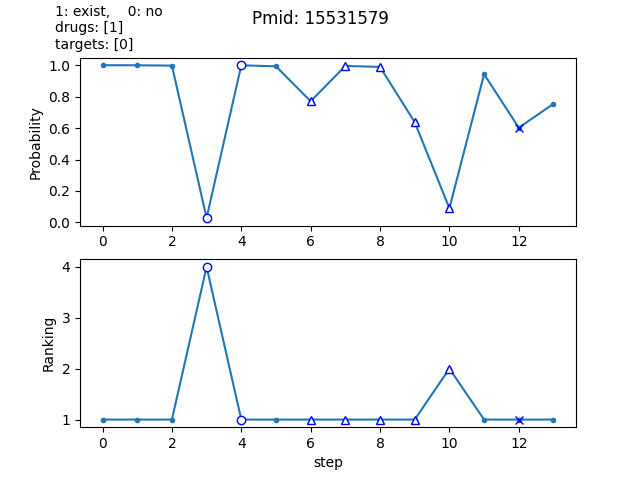 1: exist,    0: no
drugs: [1]
targets: [0]
Pmid: 15531579
Probability
1.0
0.8
0.6
0.4
0.2
0.0
0 2 4 6 8 10 12
Ranking
4
3
2
1
0 2 4 6 8 10 12
step